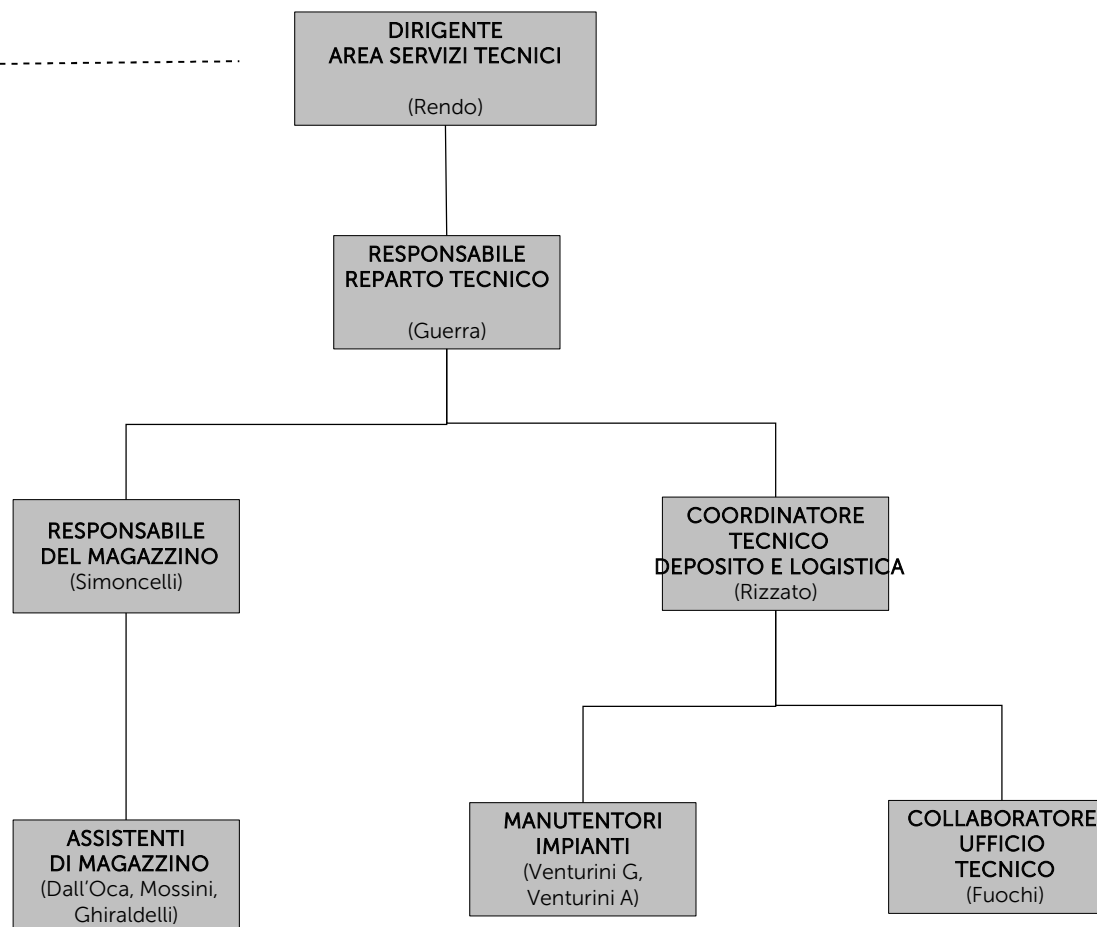 DIRIGENTE
AREA SERVIZI TECNICI
(Rendo)
RESPONSABILE
REPARTO TECNICO
(Guerra)
RESPONSABILE
DEL MAGAZZINO
(Simoncelli)
COORDINATORE
TECNICO
DEPOSITO E LOGISTICA
(Rizzato)
ASSISTENTI
DI MAGAZZINO
(Dall'Oca, Mossini,
Ghiraldelli)
MANUTENTORI
IMPIANTI
(Venturini G,
Venturini A)
COLLABORATORE
UFFICIO
TECNICO
(Fuochi)